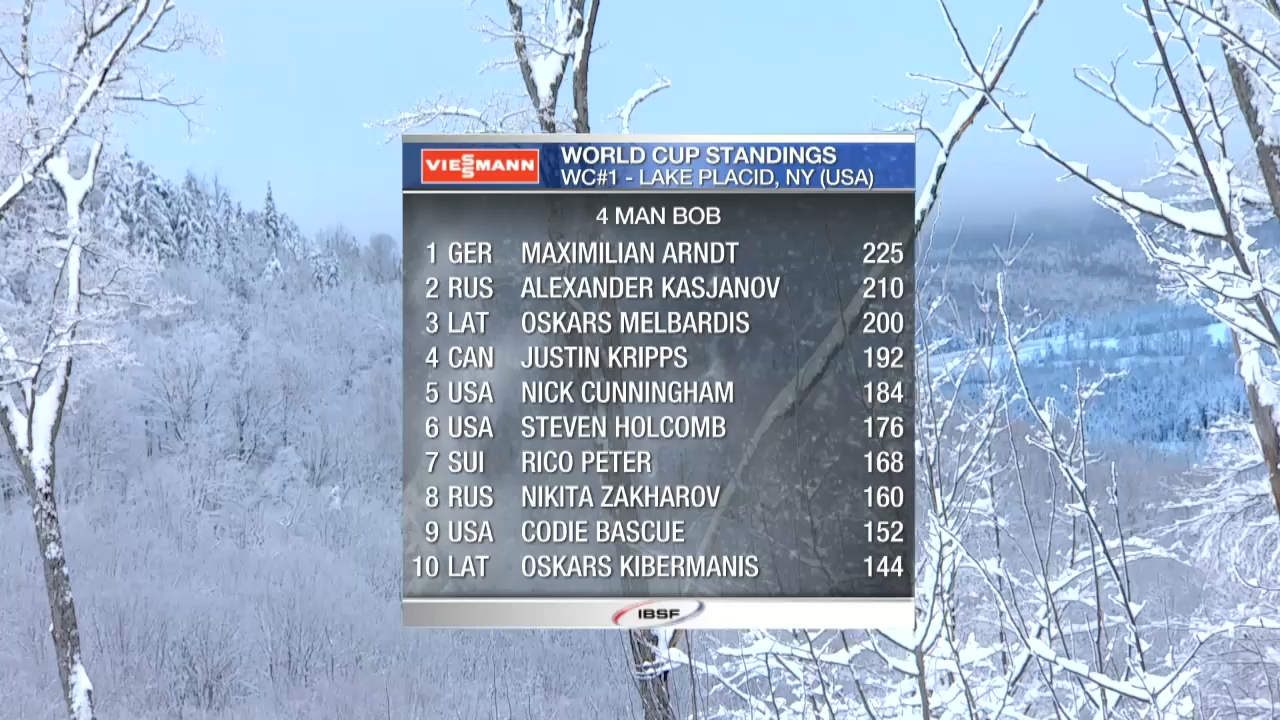 VIESSMANN
WORLD CUP STANDINGS
WC#1 - LAKE PLACID, NY (USA)
4 MAN BOB
1 GER MAXIMILIAN ARNDT 225
2 RUS ALEXANDER KASJANOV 210
3 LAT OSKARS MELBARDIS 200
4 CAN JUSTIN KRIPPS 192
5 USA NICK CUNNINGHAM 184
6 USA STEVEN HOLCOMB 176
7 SUI RICO PETER 168
8 RUS NIKITA ZAKHAROV 160
9 USA CODIE BASCUE 152
10 LAT OSKARS KIBERMANIS 144
IBSF